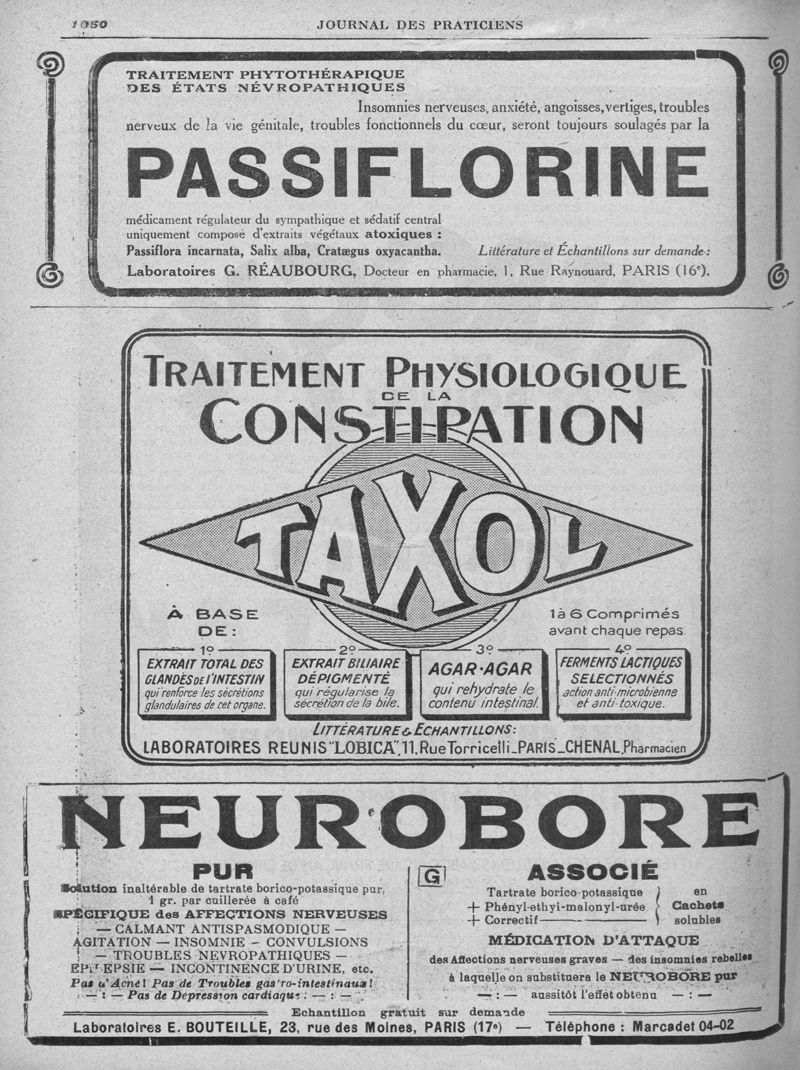 1050
JOURNAL DES PRATICIENS
TRAITEMENT PHYTOTHÉRAPIQUE
DES ÉTATS NÉVROPATHIQUES
Insomnies nerveuses, anxiété, angoisses, vertiges, troubles
nerveux de la vie génitale, troubles fonctionnels du cœur, seront toujours soulagés par la
PASSIFLORINE
médicament régulateur du sympathique et sédatif central
uniquement composé d'extraits végétaux atoxiques :
Passiflora incarnata, Salix alba, Cratægus oxyacantha.
Littérature et Échantillons sur demande :
Laboratoires G. RÉAUBOURG, Docteur en pharmacie, 1, Rue Raynouard, PARIS (16e).
TRAITEMENT PHYSIOLOGIQUE
DE LA
CONSTIPATION
TAXOL
À BASE
DE :
1 à 6 Comprimés
avant chaque repas
1º
EXTRAIT TOTAL DES
GLANDES de l'INTESTIN
qui renforce les sécrétions
glandulaires de cet organe.
2º
EXTRAIT BILIAIRE
DÉPIGMENTÉ
qui régularise la
sécrétion de la bile.
3º
AGAR-AGAR
qui rehydrate le
contenu intestinal.
4º
FERMENTS LACTIQUES
SELECTIONNÉS
action anti-microbienne
et anti-toxique.
LITTÉRATURE & ECHANTILLONS :
LABORATOIRES REUNIS "LOBICA", 11, Rue Torricelli_PARIS_CHENAL, Pharmacien
NEUROBORE
PUR
Solution inaltérable de tartrate borico-potassique pur,
1 gr. par cuillerée à café
SPÉCIFIQUE des AFFECTIONS NERVEUSES
— CALMANT ANTISPASMODIQUE —
AGITATION — INSOMNIE — CONVULSIONS
— TROUBLES NEVROPATHIQUES —
EPILEPSIE — INCONTINENCE D'URINE, etc.
Pas d'Acné ! Pas de Troubles gastro-intestinaux !
— : — Pas de Dépression cardiaque : — : —
G
ASSOCIÉ
Tartrate borico-potassique
+ Phényl-ethyl-malonyl-urée
+ Correctif
en
Cachets
solubles
MÉDICATION D'ATTAQUE
des Affections nerveuses graves — des insomnies rebelles
à laquelle on substituera le NEUROBORE pur
— : — aussitôt l'effet obtenu — : —
Echantillon gratuit sur demande
Laboratoires E. BOUTEILLE, 23, rue des Moines, PARIS (17e) — Téléphone : Marcadet 04-02